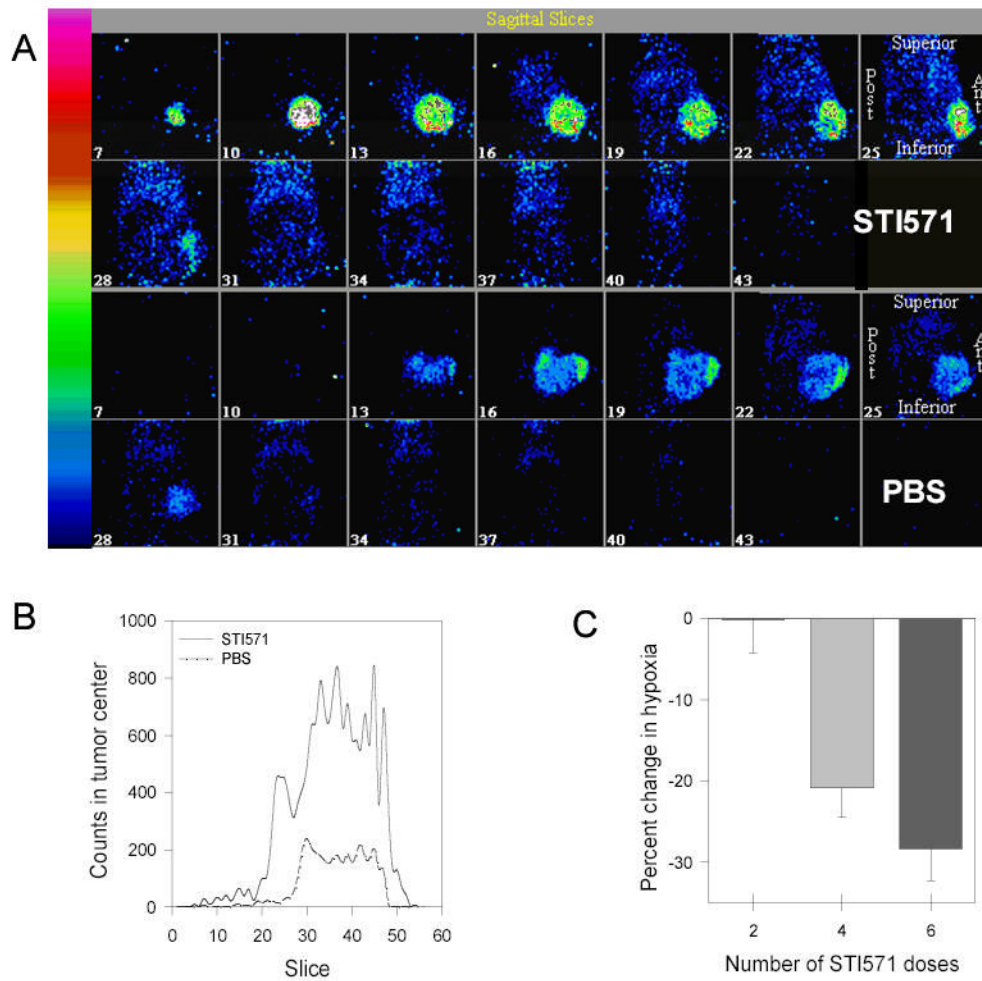 A
Sagittal Slices
Superior
Post
Ant
7 10 13 16 19 22 25
Inferior
STI571
28 31 34 37 40 43
Superior
Post
Ant
7 10 13 16 19 22 25
Inferior
PBS
28 31 34 37 40 43
B
1000
800
600
400
200
0
STI571
PBS
Counts in tumor center
0 10 20 30 40 50 60
Slice
C
0
-10
-20
-30
Percent change in hypoxia
2 4 6
Number of STI571 doses